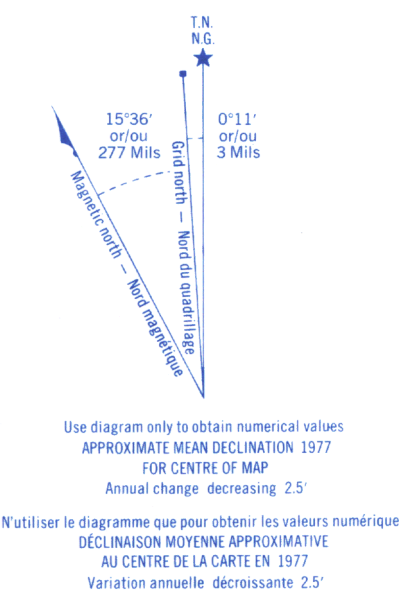 T.N.
N.G.
15°36′
or/ou
277 Mils
0°11′
or/ou
3 Mils
Magnetic north — Nord magnétique
Grid north — Nord du quadrillage
Use diagram only to obtain numerical values
APPROXIMATE MEAN DECLINATION 1977
FOR CENTRE OF MAP
Annual change decreasing 2.5′
N'utiliser le diagramme que pour obtenir les valeurs numérique
DÉCLINAISON MOYENNE APPROXIMATIVE
AU CENTRE DE LA CARTE EN 1977
Variation annuelle décroissante 2.5′